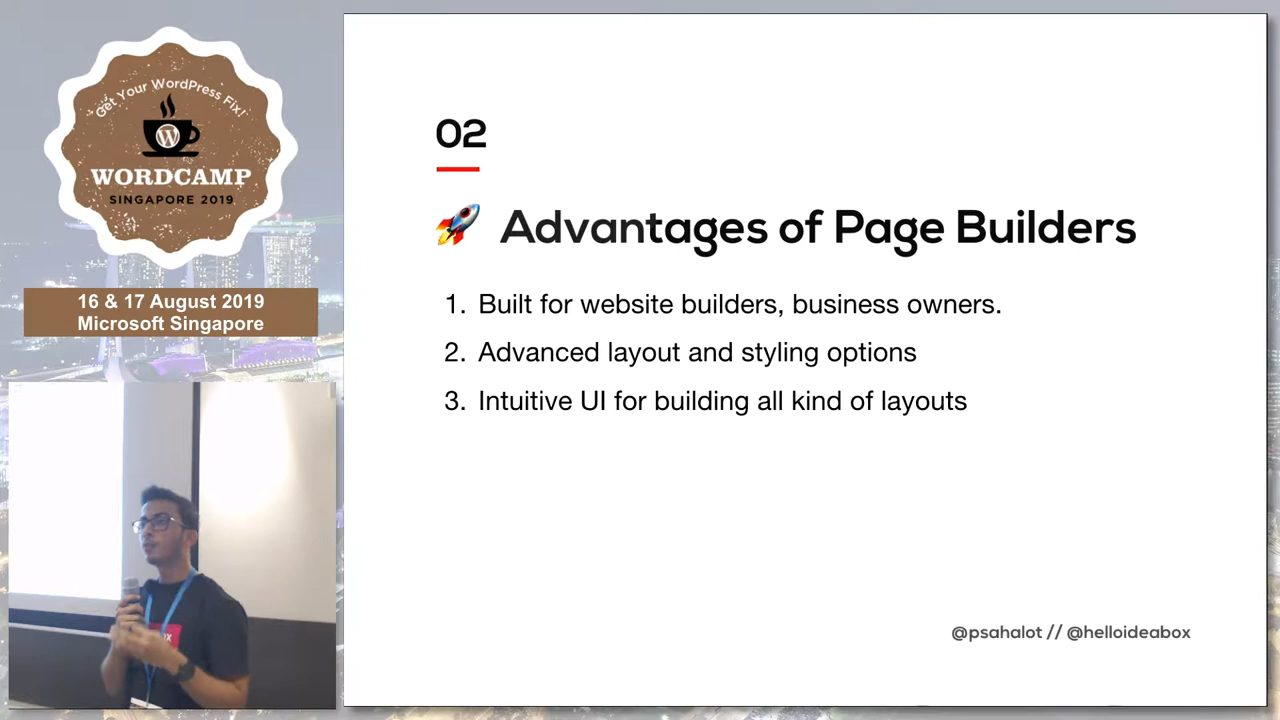 Get Your WordPress Fix!
WORDCAMP
SINGAPORE 2019
16 & 17 August 2019
Microsoft Singapore
02
🚀 Advantages of Page Builders
1. Built for website builders, business owners.
2. Advanced layout and styling options
3. Intuitive UI for building all kind of layouts
@psahalot // @helloideabox